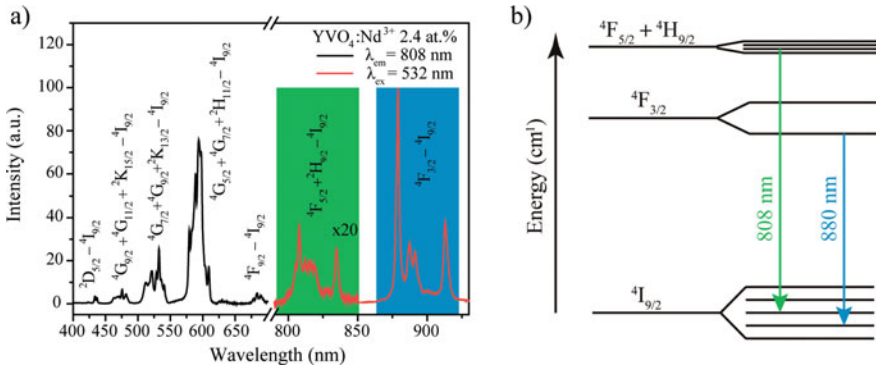 a)
YVO₄:Nd³⁺ 2.4 at.%
λem = 808 nm
λex = 532 nm
Intensity (a.u.)
120
100
80
60
40
20
0
²D₅/₂ – ⁴I₉/₂
⁴G₉/₂ + ⁴G₁₁/₂ + ²K₁₅/₂ – ⁴I₉/₂
⁴G₇/₂+⁴G₉/₂+²K₁₃/₂ – ⁴I₉/₂
⁴G₅/₂+⁴G₇/₂+²H₁₁/₂ – ⁴I₉/₂
⁴F₉/₂ – ⁴I₉/₂
⁴F₅/₂+²H₉/₂ – ⁴I₉/₂
x20
⁴F₃/₂ – ⁴I₉/₂
400 450 500 550 600 650 800 850 900
Wavelength (nm)
b)
Energy (cm¹)
⁴F₅/₂ + ⁴H₉/₂
⁴F₃/₂
⁴I₉/₂
808 nm
880 nm